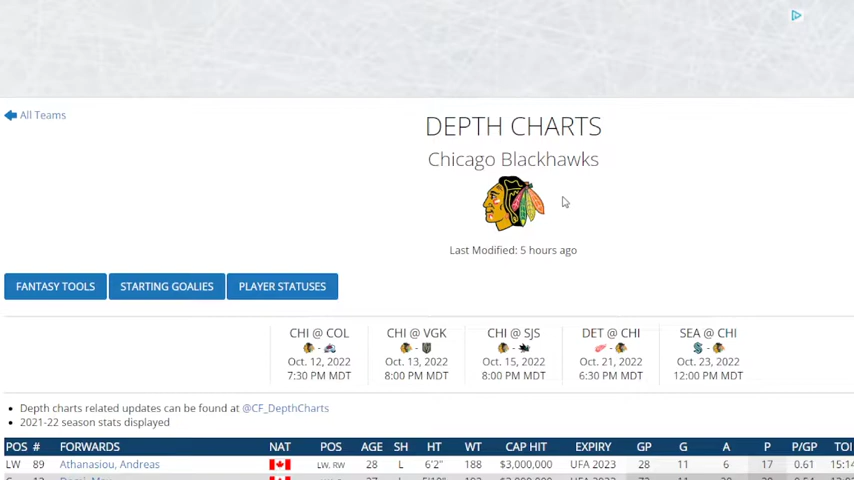 All Teams
DEPTH CHARTS
Chicago Blackhawks
Last Modified: 5 hours ago
FANTASY TOOLS STARTING GOALIES PLAYER STATUSES
CHI @ COL CHI @ VGK CHI @ SJS DET @ CHI SEA @ CHI
- - - - -
Oct. 12, 2022 Oct. 13, 2022 Oct. 15, 2022 Oct. 21, 2022 Oct. 23, 2022
7:30 PM MDT 8:00 PM MDT 8:00 PM MDT 6:30 PM MDT 12:00 PM MDT
• Depth charts related updates can be found at @CF_DepthCharts
• 2021-22 season stats displayed
POS # FORWARDS NAT POS AGE SH HT WT CAP HIT EXPIRY GP G A P P/GP TOI
LW 89 Athanasiou, Andreas LW, RW 28 L 6'2" 188 $3,000,000 UFA 2023 28 11 6 17 0.61 15:14